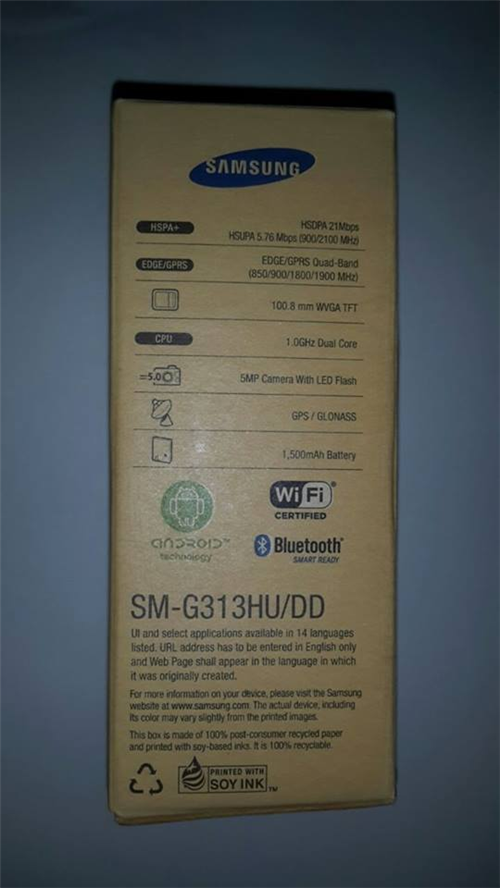 SAMSUNG
HSPA+ HSDPA 21Mbps
HSUPA 5.76 Mbps (900/2100 MHz)
EDGE/GPRS EDGE/GPRS Quad-Band
(850/900/1800/1900 MHz)
100.8 mm WVGA TFT
CPU 1.0GHz Dual Core
=5.0 5MP Camera With LED Flash
GPS / GLONASS
1,500mAh Battery
ANDROID™
technology
Wi Fi®
CERTIFIED
Bluetooth®
SMART READY
SM-G313HU/DD
UI and select applications available in 14 languages
listed. URL address has to be entered in English only
and Web Page shall appear in the language in which
it was originally created.
For more information on your device, please visit the Samsung
website at www.samsung.com. The actual device, including
its color may vary slightly from the printed images.
This box is made of 100% post-consumer recycled paper
and printed with soy-based inks. It is 100% recyclable.
PRINTED WITH
SOY INK™